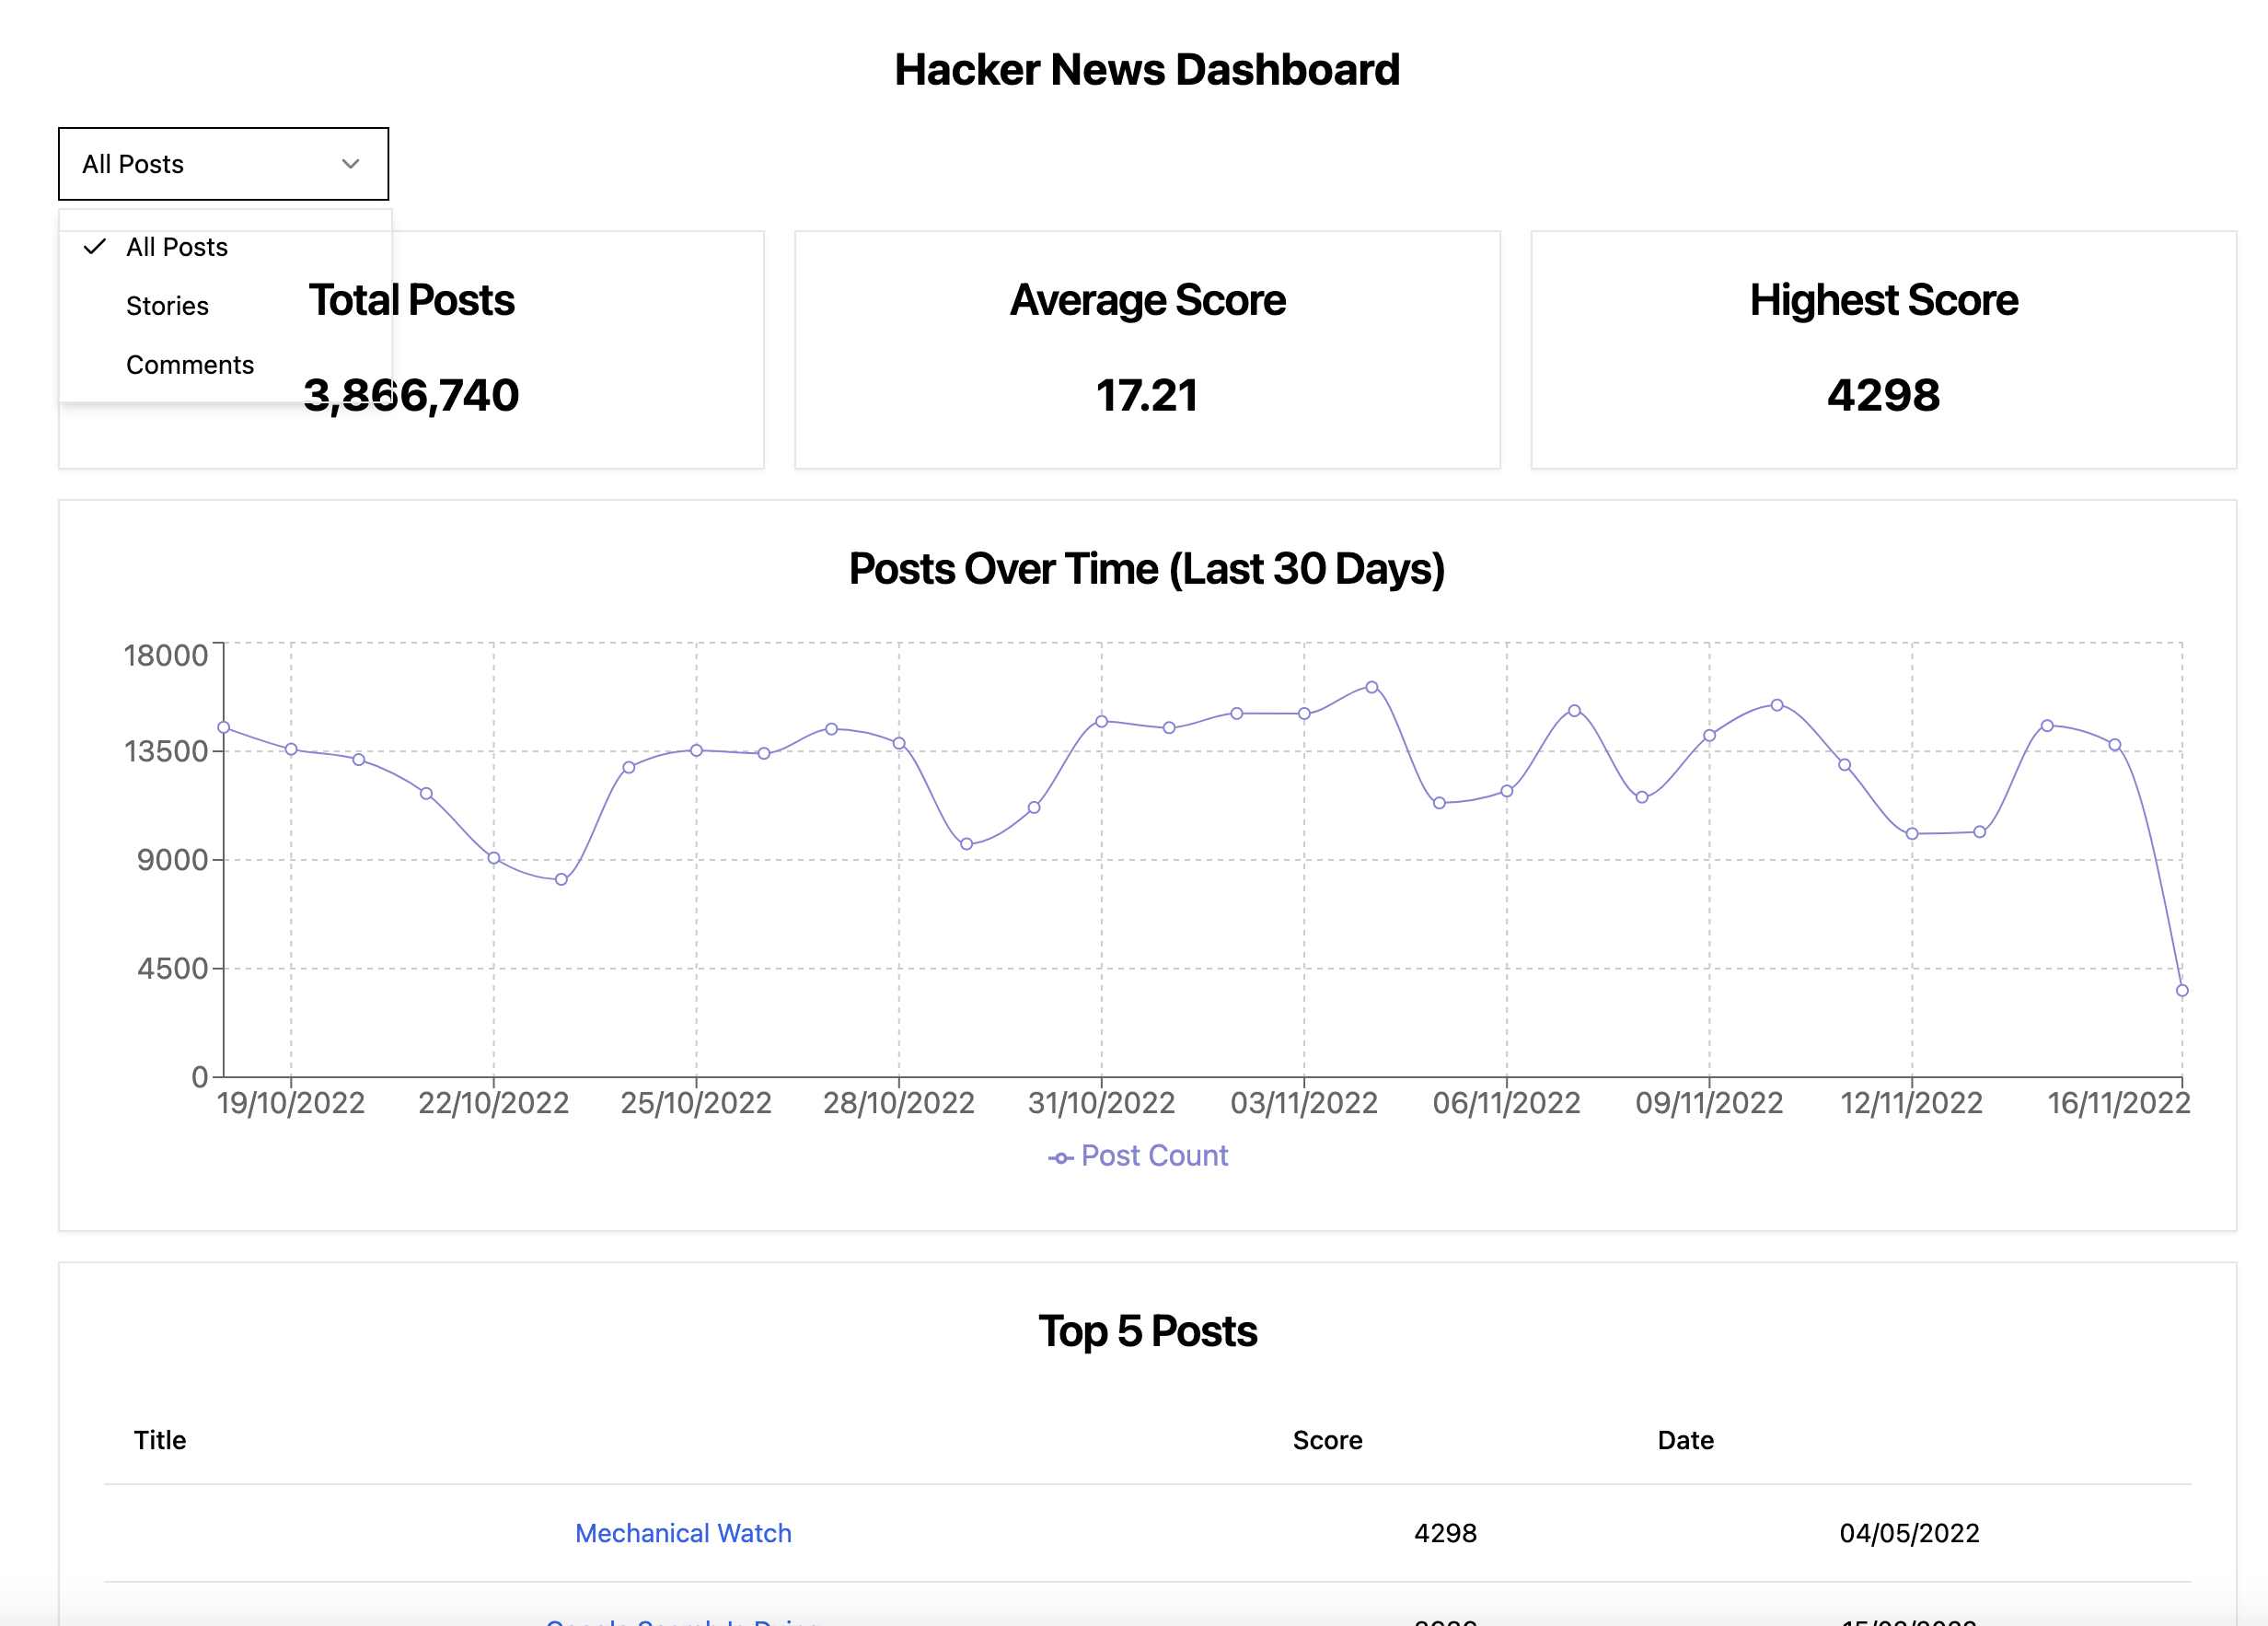 Hacker News Dashboard
All Posts
All Posts
Stories
Comments
Total Posts
3,866,740
Average Score
17.21
Highest Score
4298
Posts Over Time (Last 30 Days)
18000
13500
9000
4500
0
19/10/2022 22/10/2022 25/10/2022 28/10/2022 31/10/2022 03/11/2022 06/11/2022 09/11/2022 12/11/2022 16/11/2022
Post Count
Top 5 Posts
Title Score Date
Mechanical Watch 4298 04/05/2022